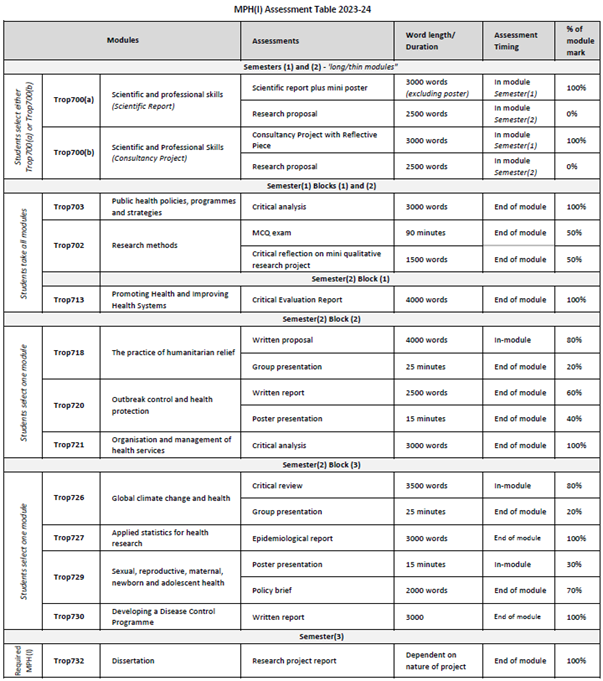 MPH(I) Assessment Table 2023-24
Modules Assessments Word length/ Duration Assessment Timing % of module mark
Semesters (1) and (2) - 'long/thin modules"
Students select either Trop700(a) or Trop700(b)
Trop700(a) Scientific and professional skills (Scientific Report) Scientific report plus mini poster 3000 words (excluding poster) In module Semester(1) 100%
Research proposal 2500 words In module Semester(2) 0%
Trop700(b) Scientific and Professional Skills (Consultancy Project) Consultancy Project with Reflective Piece 3000 words In module Semester(1) 100%
Research proposal 2500 words In module Semester(2) 0%
Semester(1) Blocks (1) and (2)
Students take all modules
Trop703 Public health policies, programmes and strategies Critical analysis 3000 words End of module 100%
Trop702 Research methods MCQ exam 90 minutes End of module 50%
Critical reflection on mini qualitative research project 1500 words End of module 50%
Semester(2) Block (1)
Trop713 Promoting Health and Improving Health Systems Critical Evaluation Report 4000 words End of module 100%
Semester(2) Block (2)
Students select one module
Trop718 The practice of humanitarian relief Written proposal 4000 words In-module 80%
Group presentation 25 minutes End of module 20%
Trop720 Outbreak control and health protection Written report 2500 words End of module 60%
Poster presentation 15 minutes End of module 40%
Trop721 Organisation and management of health services Critical analysis 3000 words End of module 100%
Semester(2) Block (3)
Students select one module
Trop726 Global climate change and health Critical review 3500 words In-module 80%
Group presentation 25 minutes End of module 20%
Trop727 Applied statistics for health research Epidemiological report 3000 words End of module 100%
Trop729 Sexual, reproductive, maternal, newborn and adolescent health Poster presentation 15 minutes In-module 30%
Policy brief 2000 words End of module 70%
Trop730 Developing a Disease Control Programme Written report 3000 End of module 100%
Semester(3)
Required MPH(I)
Trop732 Dissertation Research project report Dependent on nature of project End of module 100%